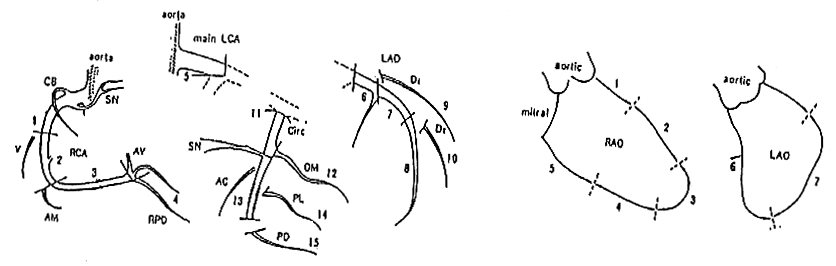 aorta
main LCA
5
aorta
CB
SN
1
V
RCA
2
AV
3
4
AM
RPD
11
Circ
SN
OM
12
AC
13
PL
14
PD
15
LAD
D1
6
7
9
8
10
aortic
1
mitral
RAO
2
5
4
3
aortic
LAO
6
7